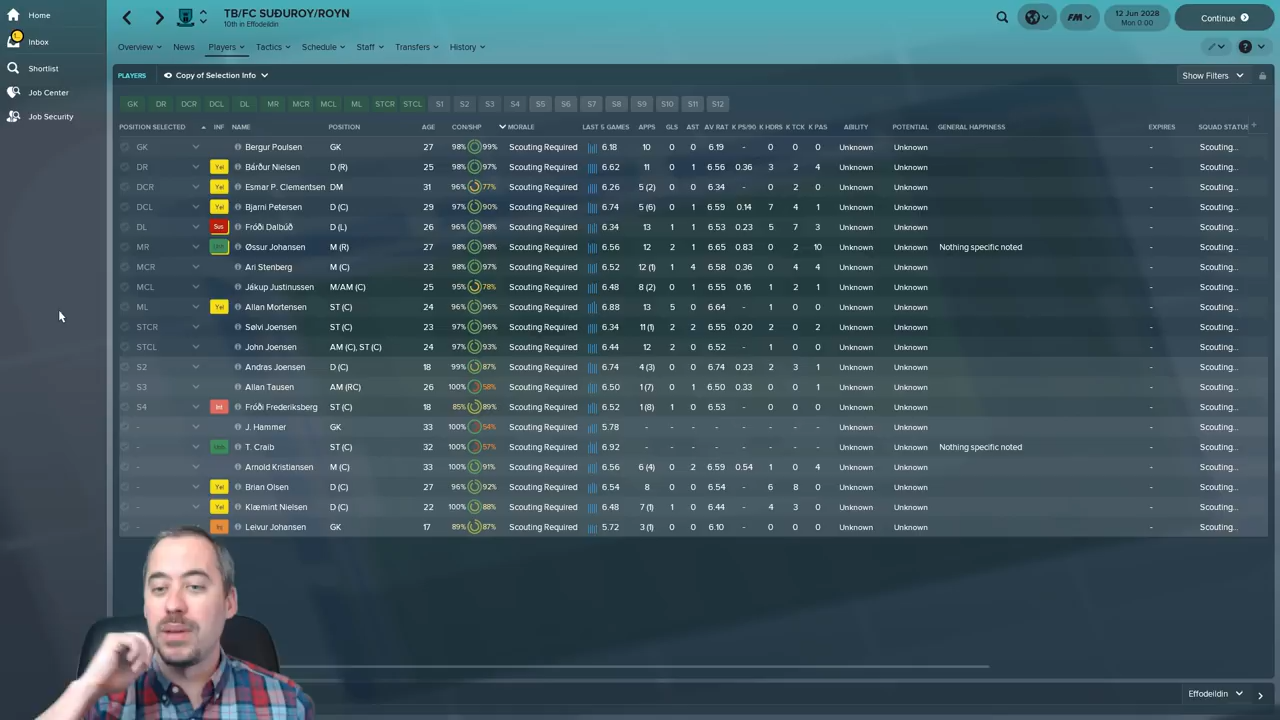 Home
Inbox
Shortlist
Job Center
Job Security
TB/FC SUÐUROY/ROYN
10th in Effodeildin
FM
12 Jun 2028
Mon 0:00
Continue
Overview News Players Tactics Schedule Staff Transfers History
PLAYERS Copy of Selection Info Show Filters
GK DR DCR DCL DL MR MCR MCL ML STCR STCL S1 S2 S3 S4 S5 S6 S7 S8 S9 S10 S11 S12
POSITION SELECTED INF NAME POSITION AGE CON/SHP MORALE LAST 5 GAMES APPS GLS AST AV RAT K PS/90 K HDRS K TCK K PAS ABILITY POTENTIAL GENERAL HAPPINESS EXPIRES SQUAD STATUS
GK Bergur Poulsen GK 27 98% 99% Scouting Required 6.18 10 0 0 6.19 - 0 0 0 Unknown Unknown - Scouting...
DR Yel Bárður Nielsen D (R) 25 98% 97% Scouting Required 6.62 11 0 1 6.56 0.36 3 2 4 Unknown Unknown - Scouting...
DCR Yel Esmar P. Clementsen DM 31 96% 77% Scouting Required 6.26 5 (2) 0 0 6.34 - 0 2 0 Unknown Unknown - Scouting...
DCL Yel Bjarni Petersen D (C) 29 97% 90% Scouting Required 6.74 5 (6) 0 1 6.59 0.14 7 4 1 Unknown Unknown - Scouting...
DL Sus Fróði Dalbúð D (L) 26 96% 98% Scouting Required 6.34 13 1 1 6.53 0.23 5 7 3 Unknown Unknown - Scouting...
MR Øssur Johansen M (R) 27 98% 98% Scouting Required 6.56 12 2 1 6.65 0.83 0 2 10 Unknown Unknown Nothing specific noted - Scouting...
MCR Ari Stenberg M (C) 23 98% 97% Scouting Required 6.52 12 (1) 1 4 6.58 0.36 0 4 4 Unknown Unknown - Scouting...
MCL Jákup Justinussen M/AM (C) 25 95% 78% Scouting Required 6.48 8 (2) 0 1 6.55 0.16 1 2 1 Unknown Unknown - Scouting...
ML Yel Allan Mortensen ST (C) 24 96% 96% Scouting Required 6.88 13 5 0 6.64 - 1 0 0 Unknown Unknown - Scouting...
STCR Sølvi Joensen ST (C) 23 97% 96% Scouting Required 6.34 11 (1) 2 2 6.55 0.20 2 0 2 Unknown Unknown - Scouting...
STCL John Joensen AM (C), ST (C) 24 97% 93% Scouting Required 6.44 12 2 0 6.52 - 1 0 0 Unknown Unknown - Scouting...
S2 Andras Joensen D (C) 18 99% 87% Scouting Required 6.74 4 (3) 0 0 6.74 0.23 2 3 1 Unknown Unknown - Scouting...
S3 Allan Tausen AM (RC) 26 100% 58% Scouting Required 6.50 1 (7) 0 1 6.50 0.33 0 0 1 Unknown Unknown - Scouting...
S4 Int Fróði Frederiksberg ST (C) 18 85% 89% Scouting Required 6.52 1 (8) 1 0 6.53 - 0 0 0 Unknown Unknown - Scouting...
- J. Hammer GK 33 100% 54% Scouting Required 5.78 - - - - - - - - Unknown Unknown - Scouting...
- T. Craib ST (C) 32 100% 57% Scouting Required 6.92 - - - - - - - - Unknown Unknown Nothing specific noted - Scouting...
- Arnold Kristiansen M (C) 33 100% 91% Scouting Required 6.56 6 (4) 0 2 6.59 0.54 1 0 4 Unknown Unknown - Scouting...
- Yel Brian Olsen D (C) 27 96% 92% Scouting Required 6.54 8 0 0 6.54 - 6 8 0 Unknown Unknown - Scouting...
- Yel Klæmint Nielsen D (C) 22 100% 88% Scouting Required 6.48 7 (1) 1 0 6.44 - 4 3 0 Unknown Unknown - Scouting...
- Leivur Johansen GK 17 89% 87% Scouting Required 5.72 3 (1) 0 0 6.10 - 0 0 0 Unknown Unknown - Scouting...
Effodeildin